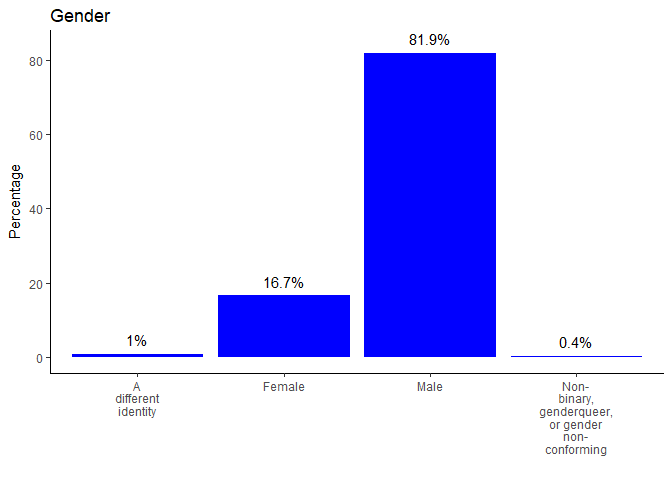 Gender
81.9%
80
60
Percentage
40
20
16.7%
1%
0.4%
0
A
different
identity
Female
Male
Non-
binary,
genderqueer,
or gender
non-
conforming